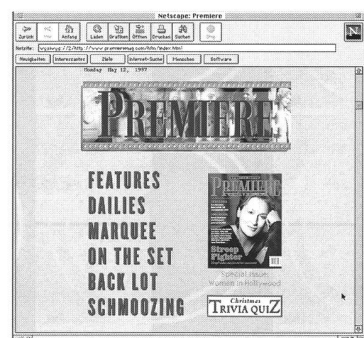 Netscape: Premiere
Zurück
Anfang
Laden Grafiken Öffnen Drucken Suchen
Stop
Neuigkeiten Interessantes Ziele Internet-Suche Menschen Software
Monday May 12, 1997
PREMIERE
FEATURES
DAILIES
MARQUEE
ON THE SET
BACK LOT
SCHMOOZING
PREMIERE
Streep
Fighter
Special Issue:
Women in Hollywood
Christmas
TRIVIA QUIZ